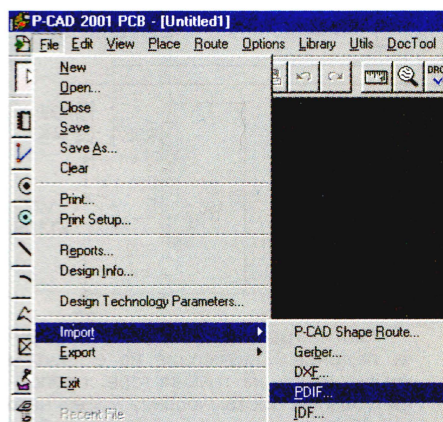 P-CAD 2001 PCB - [Untitled1]
File Edit View Place Route Options Library Utils DocTool
DRC
New
Open...
Close
Save
Save As...
Clear
Print...
Print Setup...
Reports...
Design Info...
Design Technology Parameters...
Import
Export
Exit
Recent File
P-CAD Shape Route...
Gerber...
DXF...
PDIF...
IDF...